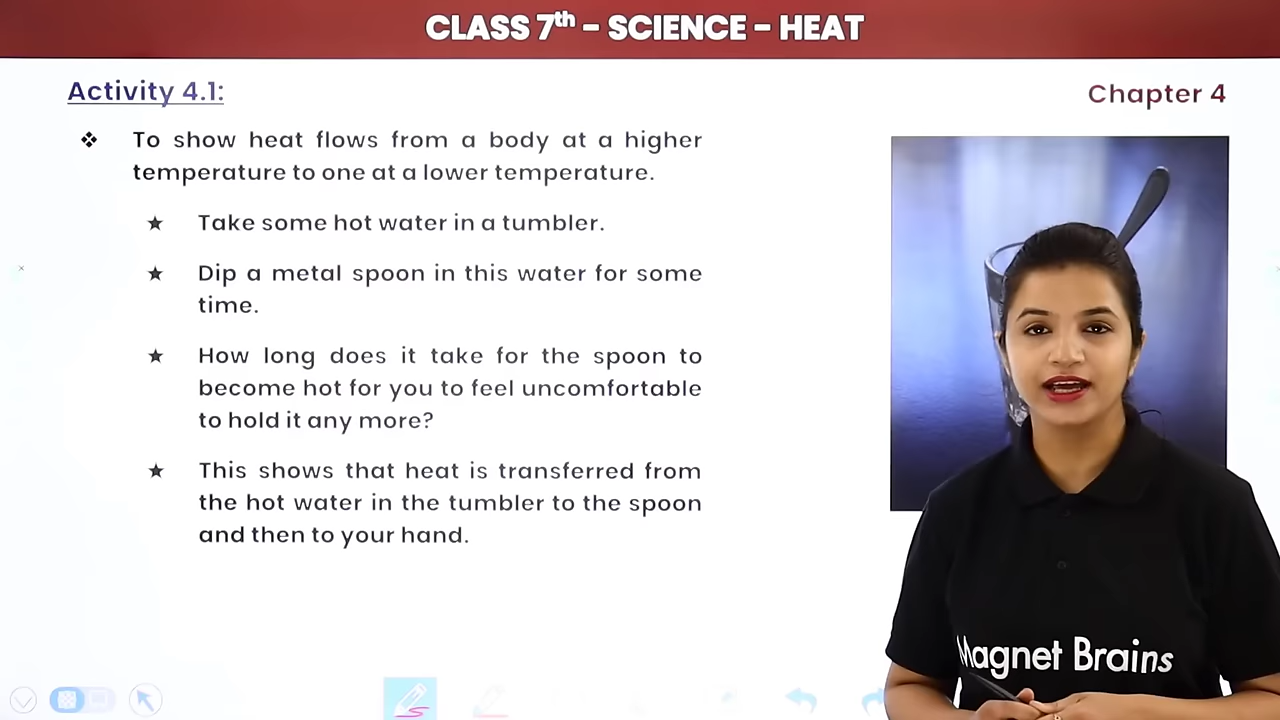 CLASS 7th – SCIENCE – HEAT
Activity 4.1:
Chapter 4
❖ To show heat flows from a body at a higher
temperature to one at a lower temperature.
★ Take some hot water in a tumbler.
★ Dip a metal spoon in this water for some
time.
★ How long does it take for the spoon to
become hot for you to feel uncomfortable
to hold it any more?
★ This shows that heat is transferred from
the hot water in the tumbler to the spoon
and then to your hand.
Magnet Brains